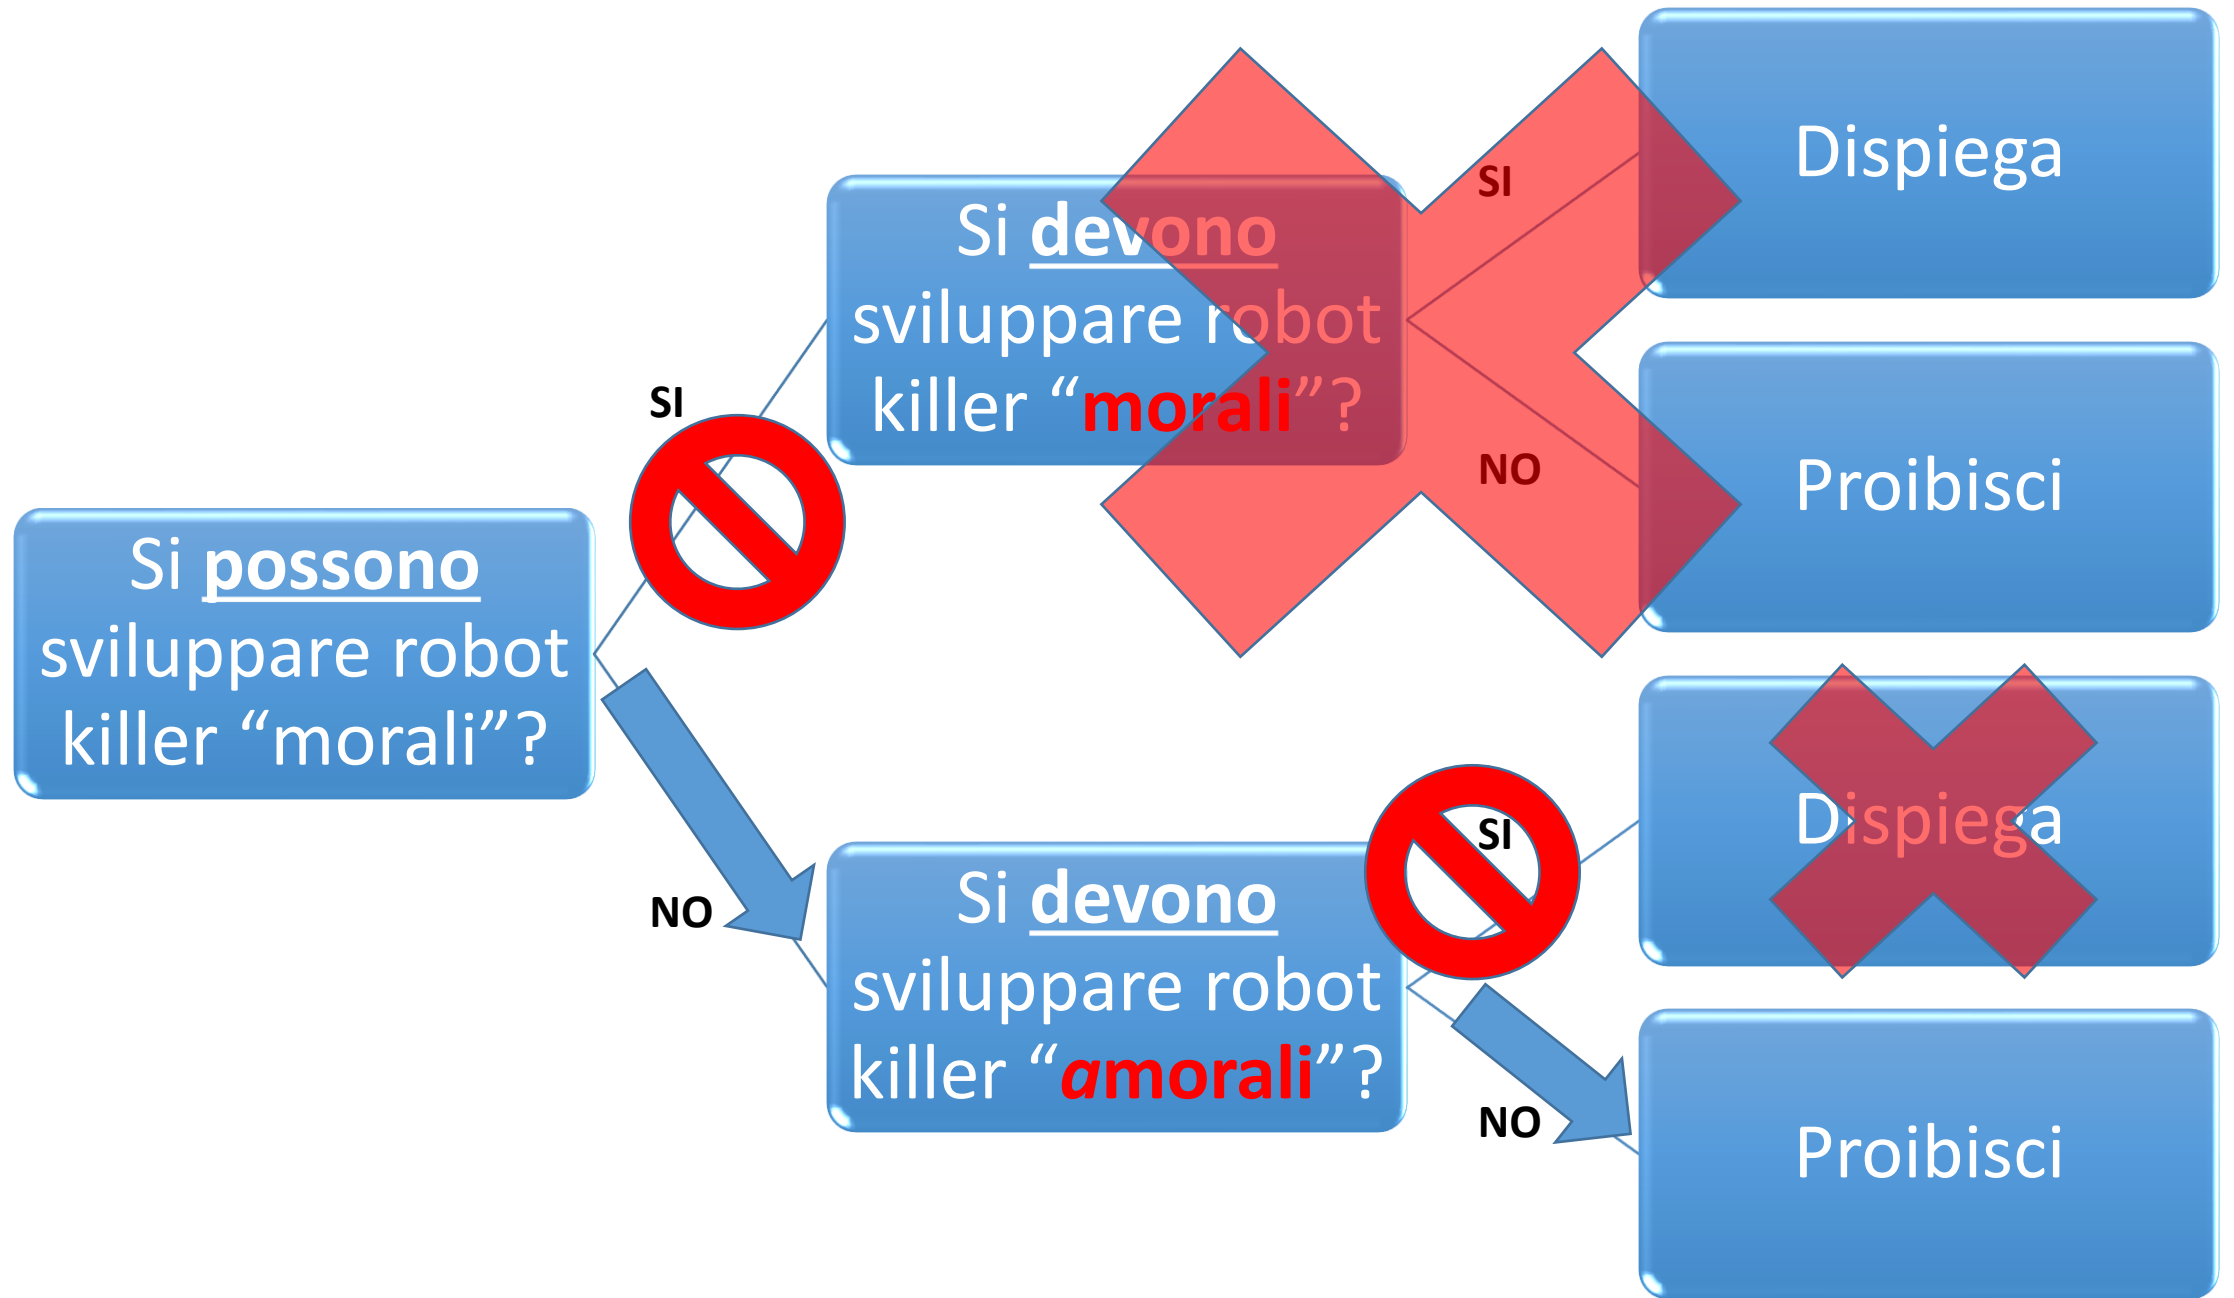 Si possono
sviluppare robot
killer “morali”?
SI
NO
Si devono
sviluppare robot
killer “morali”?
SI
NO
Dispiega
Proibisci
Si devono
sviluppare robot
killer “amorali”?
SI
NO
Dispiega
Proibisci